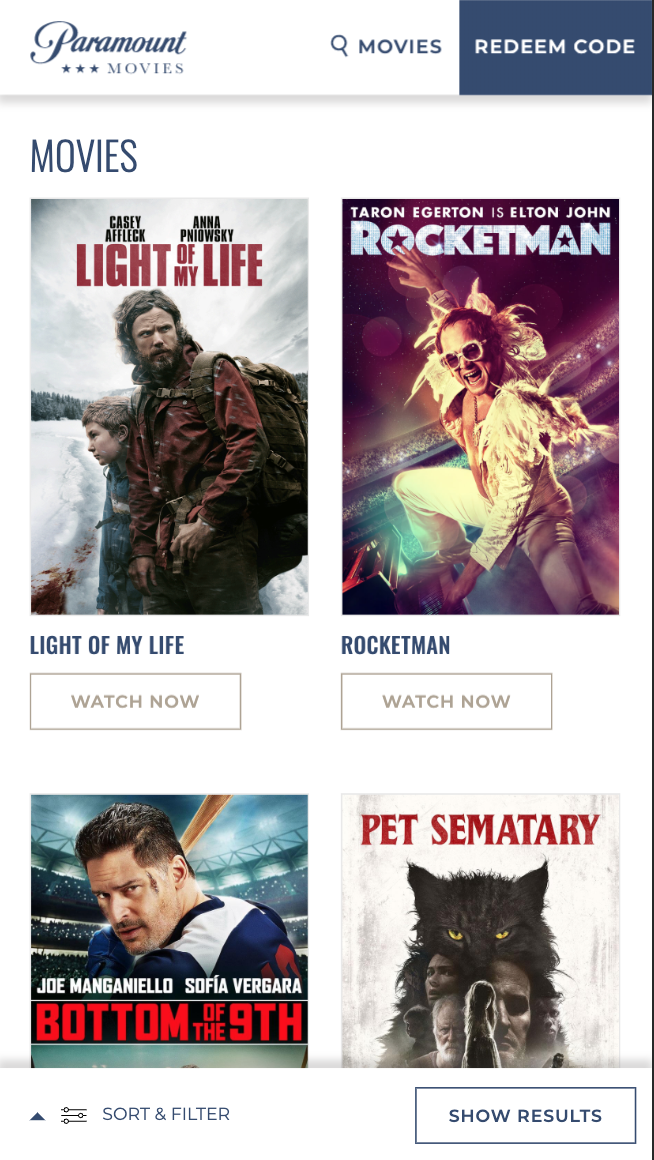 Paramount
★★★ MOVIES
MOVIES
REDEEM CODE
MOVIES
CASEY AFFLECK
ANNA PNIOWSKY
LIGHT OF MY LIFE
TARON EGERTON IS ELTON JOHN
ROCKETMAN
LIGHT OF MY LIFE
ROCKETMAN
WATCH NOW
WATCH NOW
JOE MANGANIELLO SOFÍA VERGARA
BOTTOM OF THE 9TH
PET SEMATARY
SORT & FILTER
SHOW RESULTS